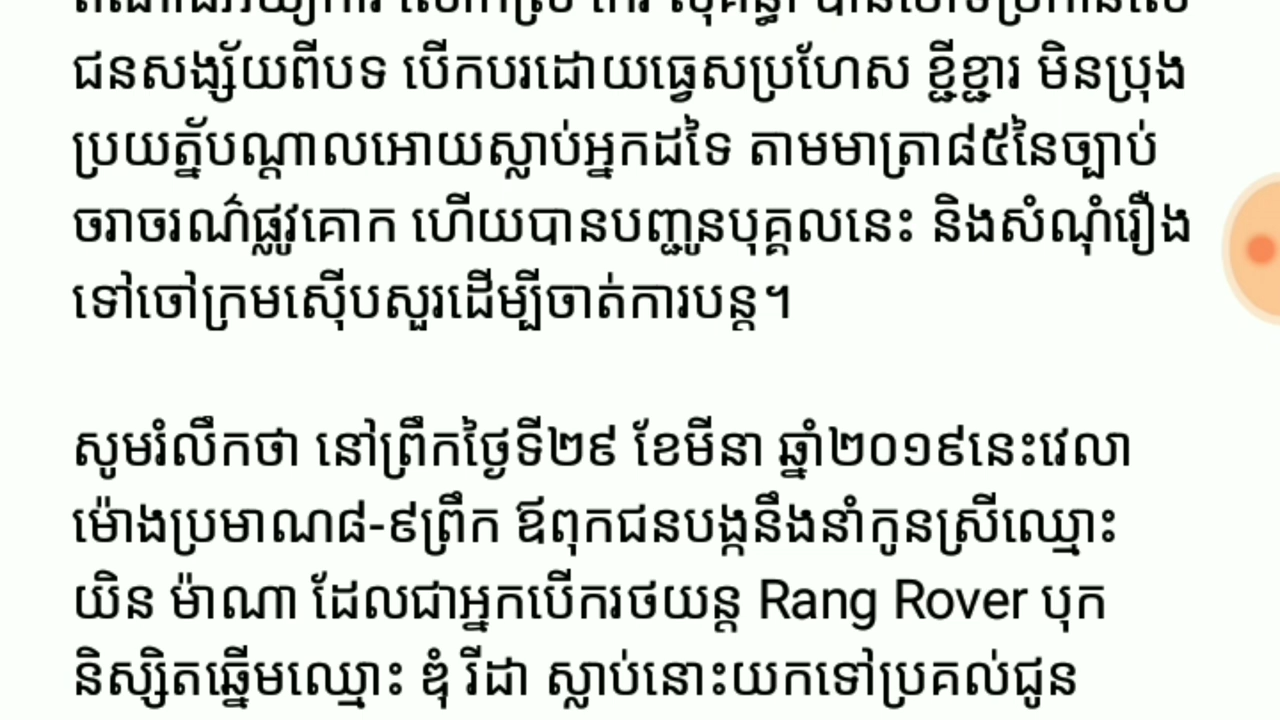 ជនសង្ស័យពីបទ បើកបរដោយធ្វេសប្រហែស ខ្ជីខ្ជារ មិនប្រុង
ប្រយត្ន័បណ្តាលអោយស្លាប់អ្នកដទៃ តាមមាត្រា៨៥នៃច្បាប់
ចរាចរណ៌ផ្លូវគោក ហើយបានបញ្ជូនបុគ្គលនេះ និងសំណុំរឿង
ទៅចៅក្រមស៊ើបសួរដើម្បីចាត់ការបន្ត។
សូមរំលឹកថា នៅព្រឹកថ្ងៃទី២៩ ខែមីនា ឆ្នាំ២០១៩នេះវេលា
ម៉ោងប្រមាណ៨-៩ព្រឹក ឪពុកជនបង្កនឹងនាំកូនស្រីឈ្មោះ
យិន ម៉ាណា ដែលជាអ្នកបើករថយន្ត Rang Rover បុក
និស្សិតឆ្នើមឈ្មោះ ឌុំ រីដា ស្លាប់នោះយកទៅប្រគល់ជូន